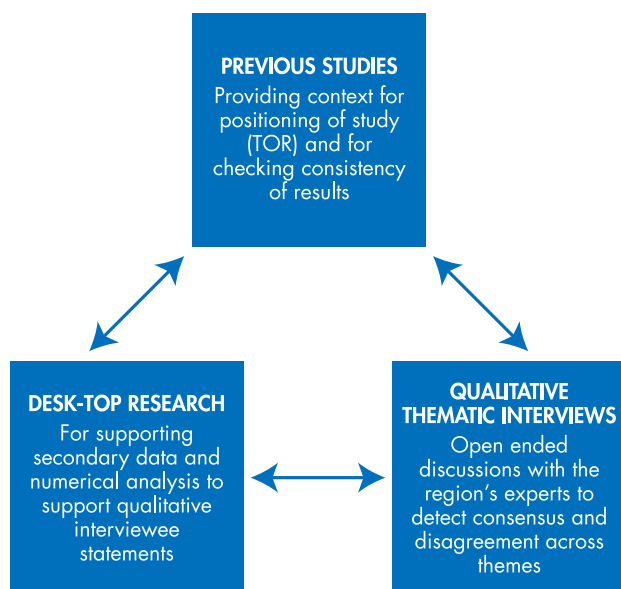 PREVIOUS STUDIES
Providing context for
positioning of study
(TOR) and for
checking consistency
of results
DESK-TOP RESEARCH
For supporting
secondary data and
numerical analysis to
support qualitative
interviewee
statements
QUALITATIVE
THEMATIC INTERVIEWS
Open ended
discussions with the
region's experts to
detect consensus and
disagreement across
themes